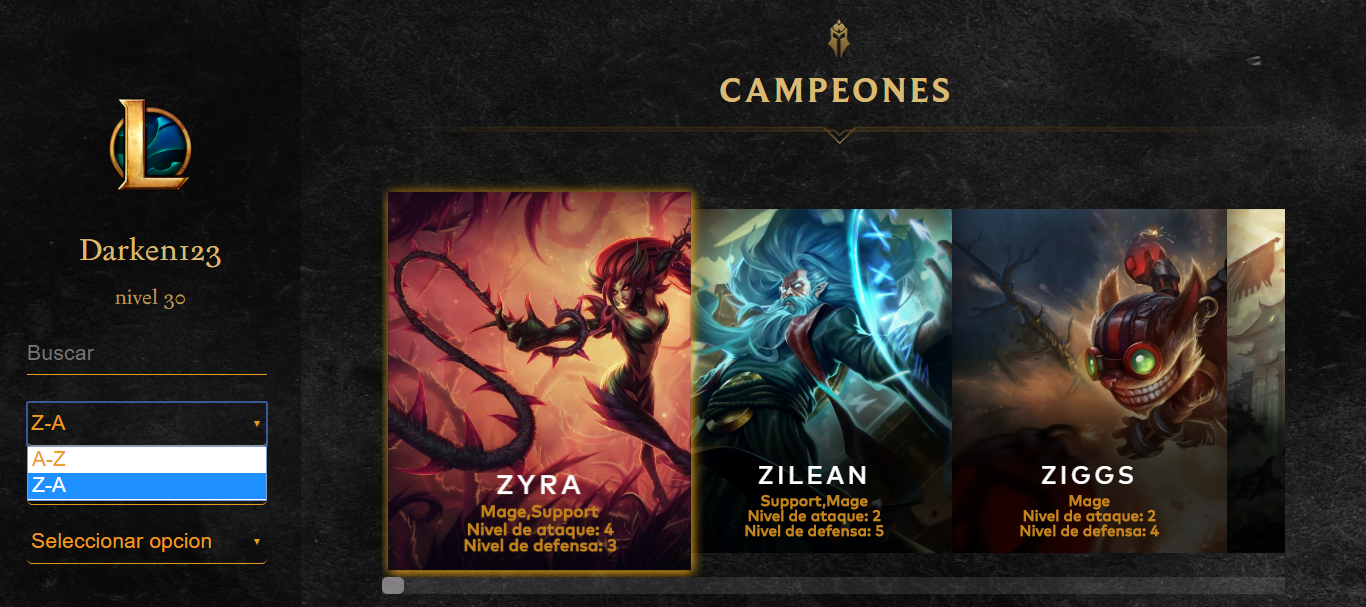 CAMPEONES
Darken123
nivel 30
Buscar
Z-A
A-Z
Z-A
Seleccionar opcion
ZYRA
Mage,Support
Nivel de ataque: 4
Nivel de defensa: 3
ZILEAN
Support,Mage
Nivel de ataque: 2
Nivel de defensa: 5
ZIGGS
Mage
Nivel de ataque: 2
Nivel de defensa: 4